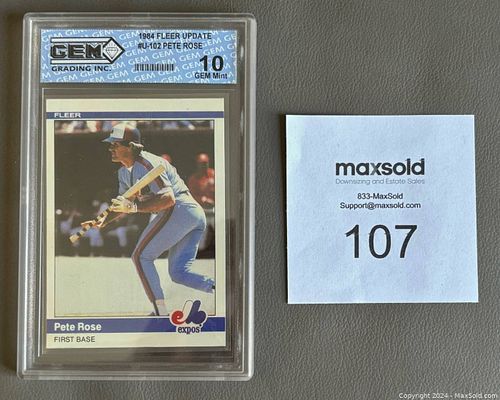 1984 FLEER UPDATE
#U-102 PETE ROSE
GEM
GRADING INC.
10
GEM Mint
FLEER
Pete Rose
expos
FIRST BASE
maxsold
Downsizing and Estate Sales
833-MaxSold
Support@maxsold.com
107
Copyright 2024 - MaxSold.com